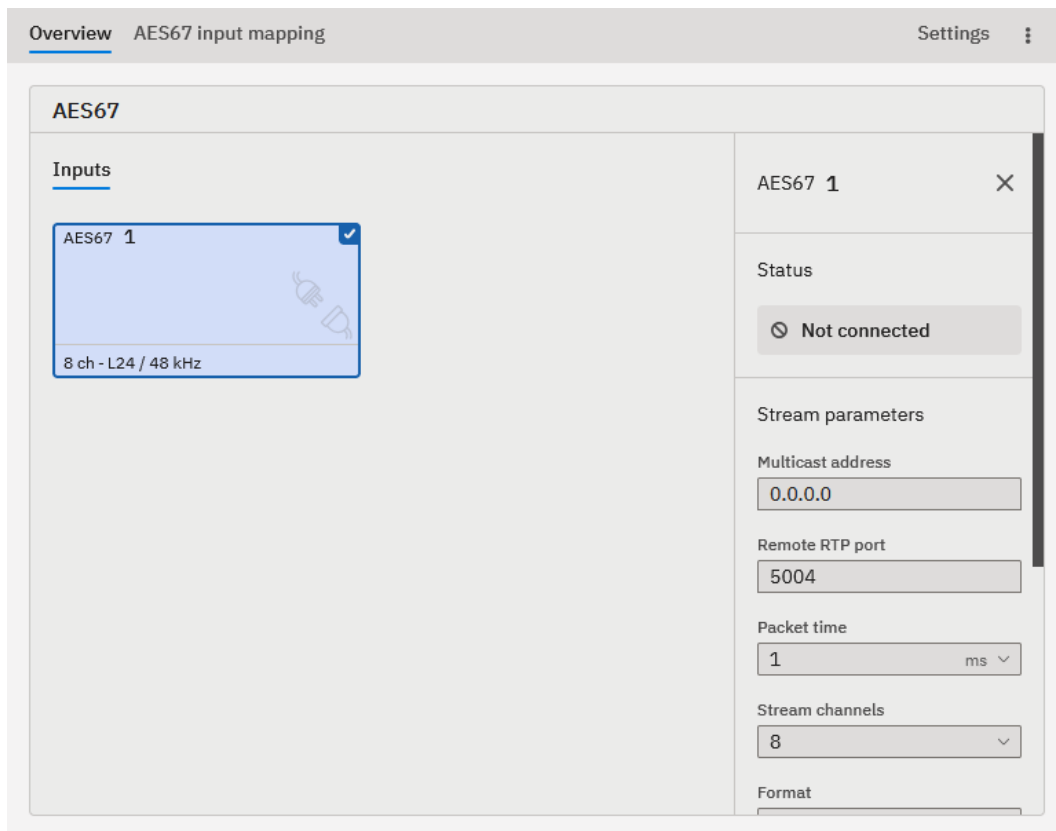 Overview AES67 input mapping Settings
AES67
Inputs
AES67 1
8 ch - L24 / 48 kHz
AES67 1
Status
Not connected
Stream parameters
Multicast address
0.0.0.0
Remote RTP port
5004
Packet time
1 ms
Stream channels
8
Format